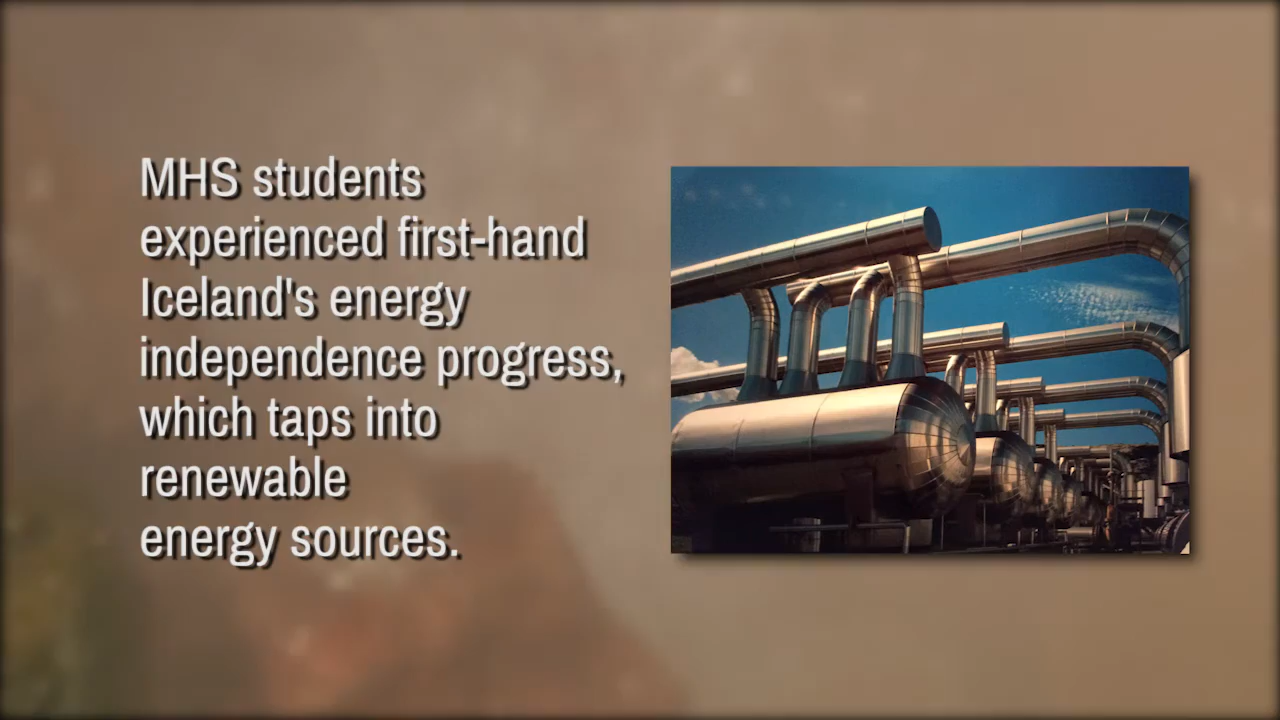 MHS students
experienced first-hand
Iceland's energy
independence progress,
which taps into
renewable
energy sources.